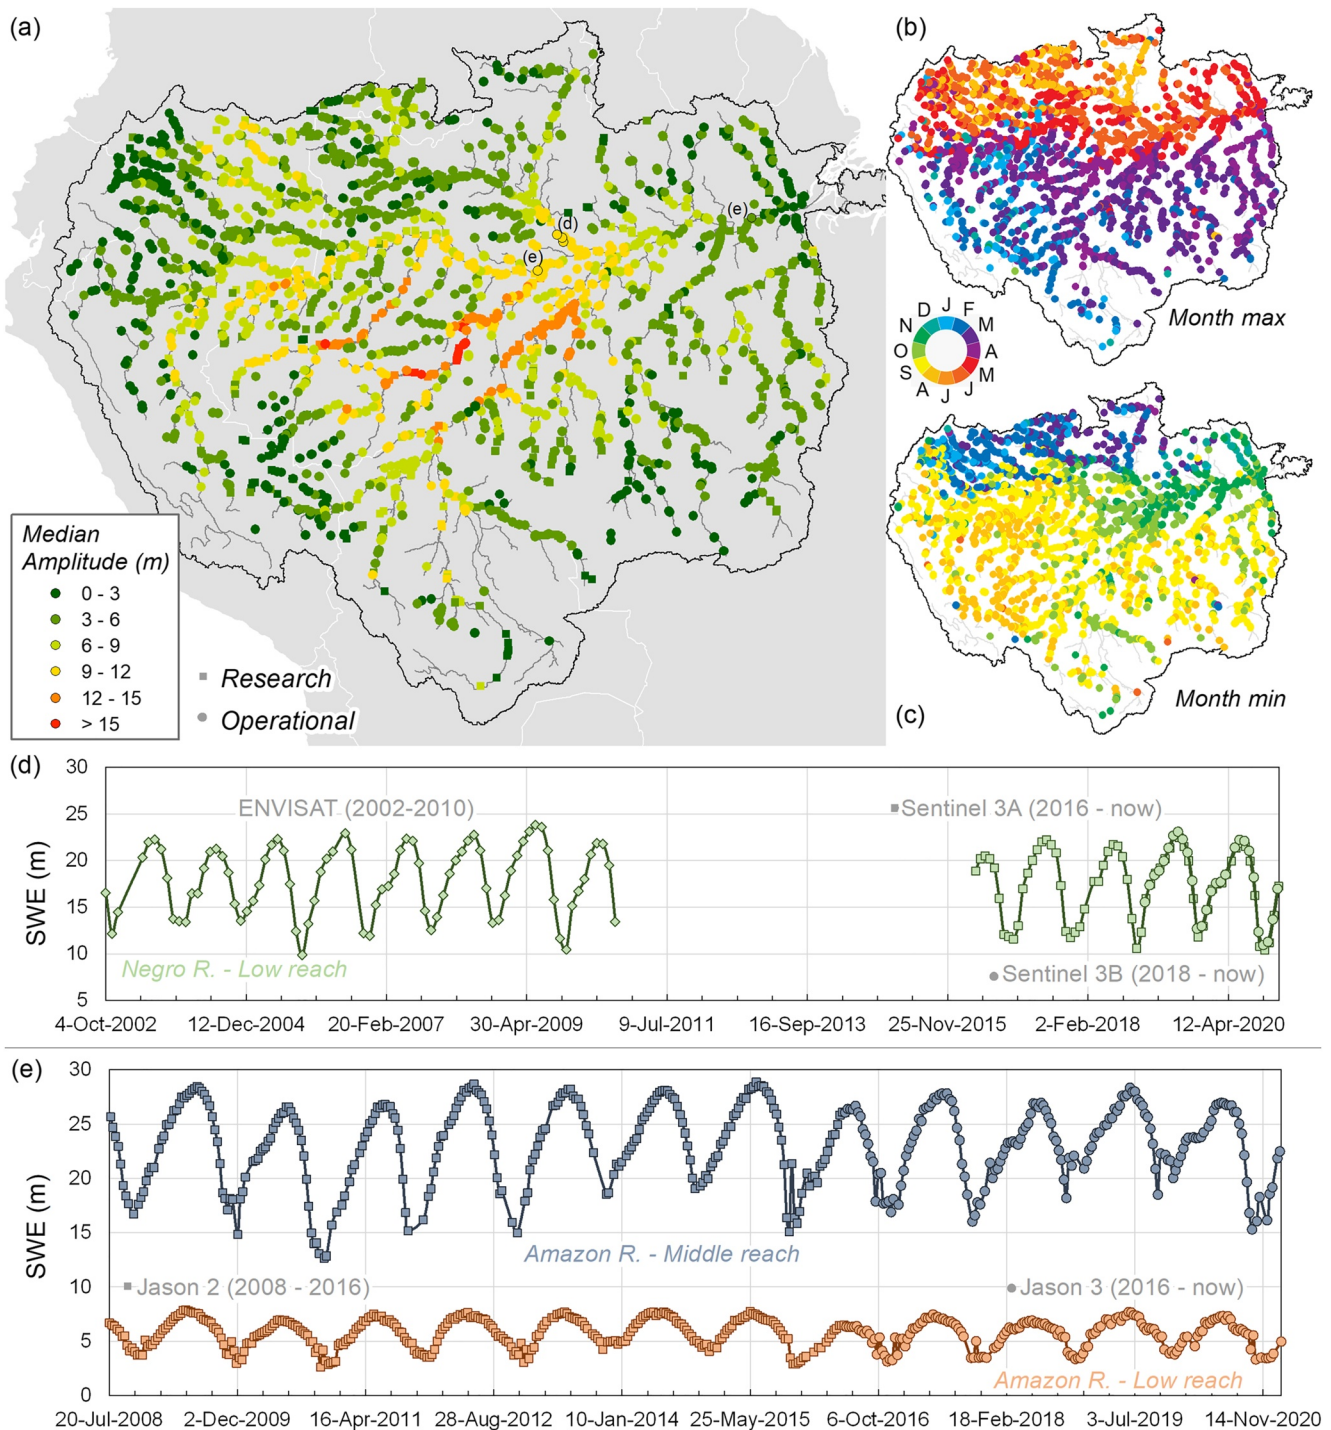 (a)
(d)
(e)
(e)
Median
Amplitude (m)
0 - 3
3 - 6
6 - 9
9 - 12
12 - 15
> 15
Research
Operational
(b)
Month max
D J F
N M
O A
S M
A J J
Month min
(c)
(d)
30
25
20
15
10
5
SWE (m)
ENVISAT (2002-2010)
Sentinel 3A (2016 - now)
Negro R. - Low reach
Sentinel 3B (2018 - now)
4-Oct-2002 12-Dec-2004 20-Feb-2007 30-Apr-2009 9-Jul-2011 16-Sep-2013 25-Nov-2015 2-Feb-2018 12-Apr-2020
(e)
30
25
20
15
10
5
0
SWE (m)
Amazon R. - Middle reach
Jason 2 (2008 - 2016)
Jason 3 (2016 - now)
Amazon R. - Low reach
20-Jul-2008 2-Dec-2009 16-Apr-2011 28-Aug-2012 10-Jan-2014 25-May-2015 6-Oct-2016 18-Feb-2018 3-Jul-2019 14-Nov-2020